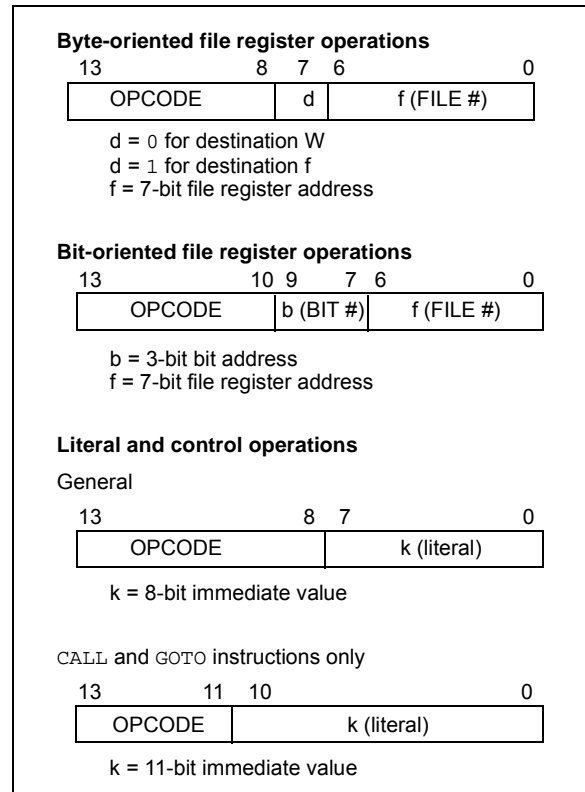 Byte-oriented file register operations
13 8 7 6 0
OPCODE d f (FILE #)
d = 0 for destination W
d = 1 for destination f
f = 7-bit file register address
Bit-oriented file register operations
13 10 9 7 6 0
OPCODE b (BIT #) f (FILE #)
b = 3-bit bit address
f = 7-bit file register address
Literal and control operations
General
13 8 7 0
OPCODE k (literal)
k = 8-bit immediate value
CALL and GOTO instructions only
13 11 10 0
OPCODE k (literal)
k = 11-bit immediate value